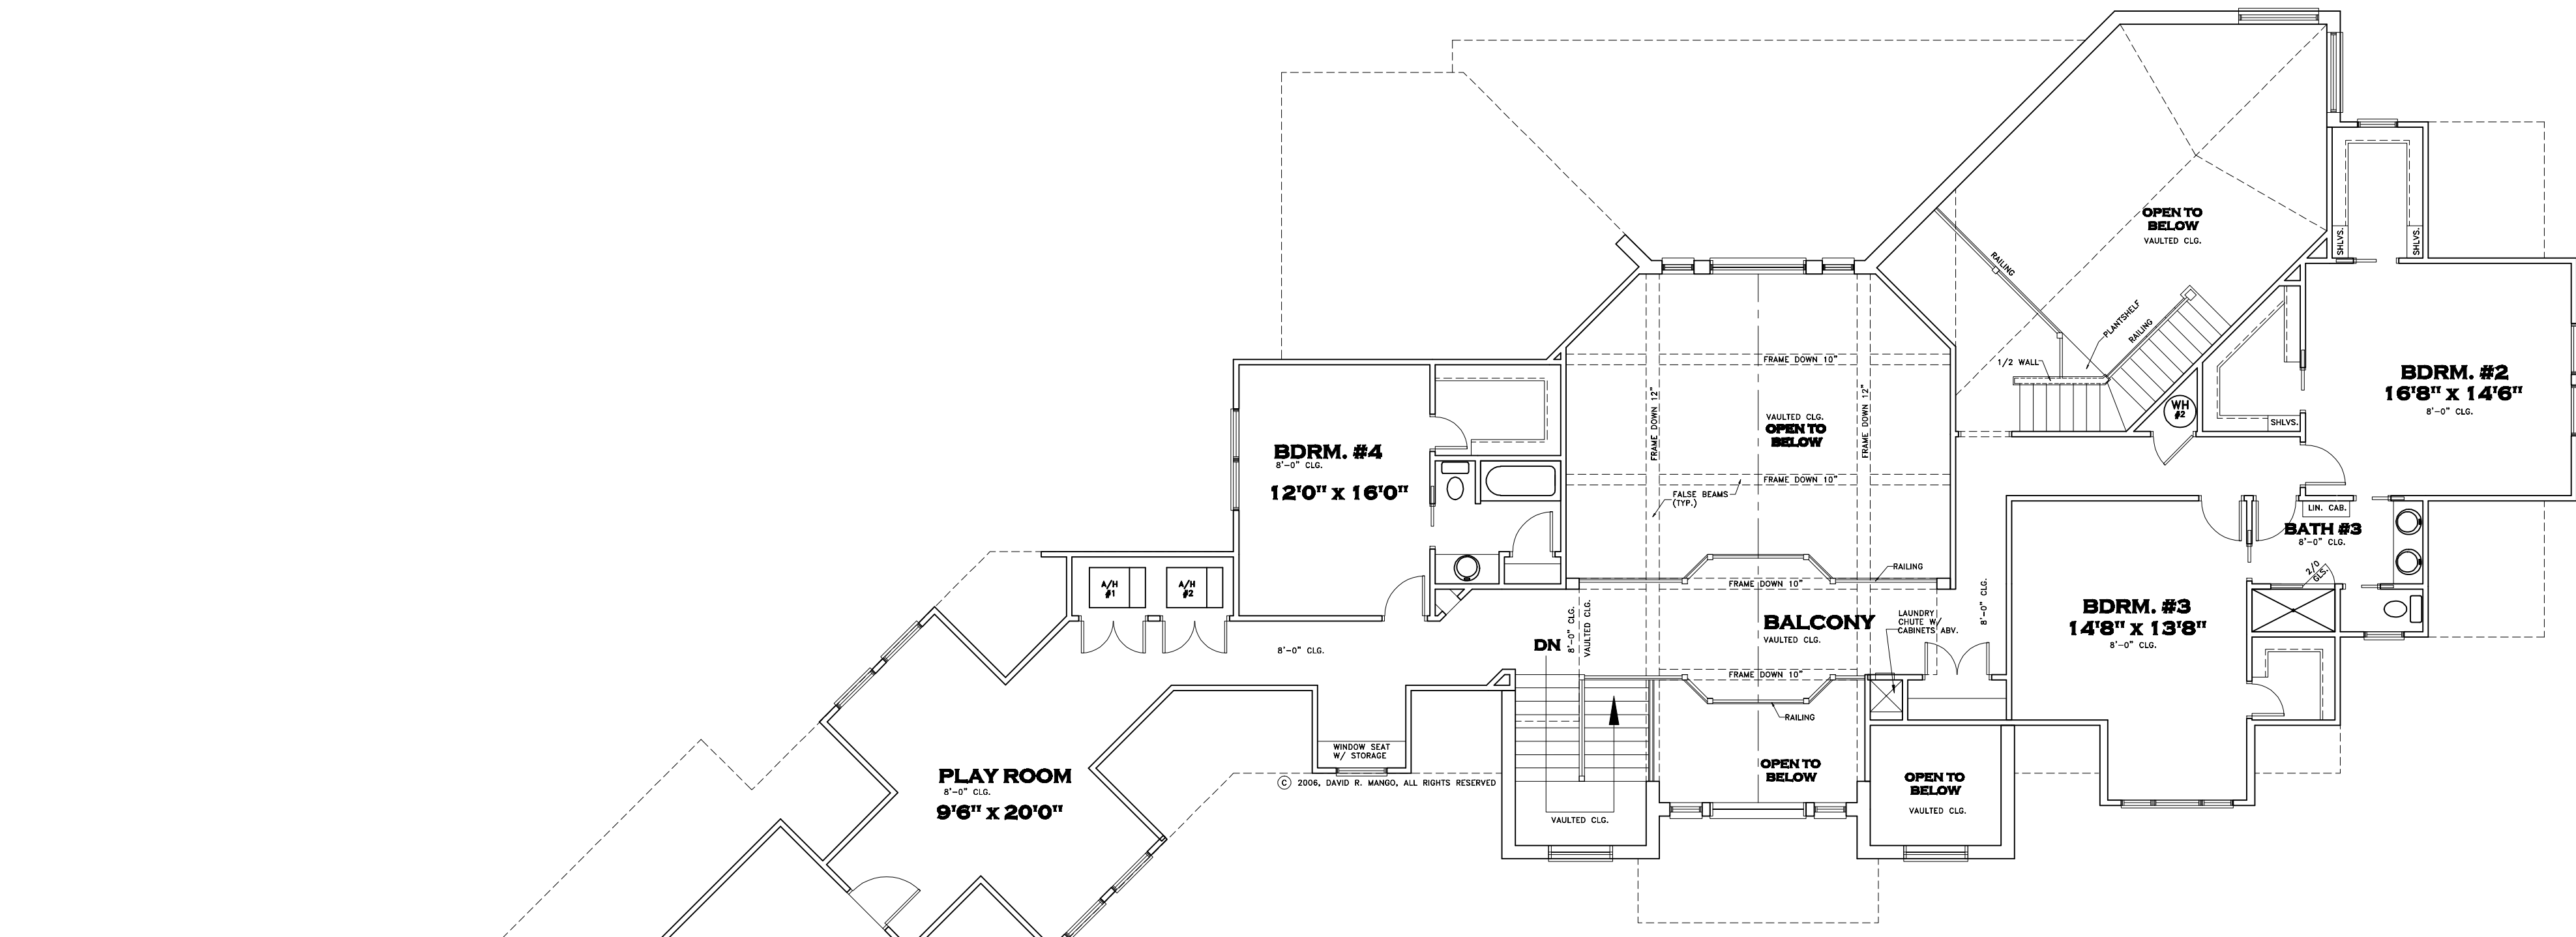 OPEN TO
BELOW
VAULTED CLG.
SHLVS.
SHLVS.
RAILING
PLANTSHELF
RAILING
1/2 WALL
WH
#2
SHLVS.
BDRM. #2
16'8" X 14'6"
8'-0" CLG.
FRAME DOWN 10"
FRAME DOWN 12"
FRAME DOWN 12"
VAULTED CLG.
OPEN TO
BELOW
FRAME DOWN 10"
FALSE BEAMS
(TYP.)
BDRM. #4
8'-0" CLG.
12'0" X 16'0"
LIN. CAB.
BATH #3
8'-0" CLG.
2/0
GLS.
A/H
#1
A/H
#2
RAILING
FRAME DOWN 10"
BALCONY
VAULTED CLG.
LAUNDRY
CHUTE W/
CABINETS ABV.
8'-0" CLG.
BDRM. #3
14'8" X 13'8"
8'-0" CLG.
8'-0" CLG.
VAULTED CLG.
DN
8'-0" CLG.
FRAME DOWN 10"
RAILING
WINDOW SEAT
W/ STORAGE
PLAY ROOM
8'-0" CLG.
9'6" X 20'0"
© 2006, DAVID R. MANGO, ALL RIGHTS RESERVED
OPEN TO
BELOW
OPEN TO
BELOW
VAULTED CLG.
VAULTED CLG.